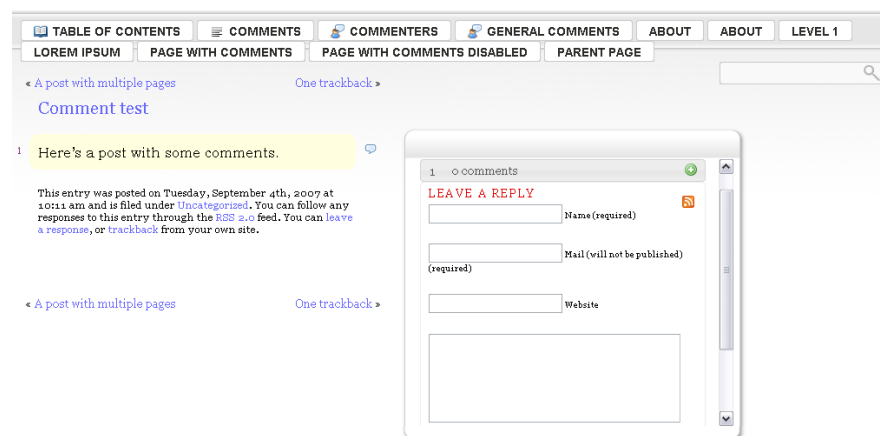 TABLE OF CONTENTS COMMENTS COMMENTERS GENERAL COMMENTS ABOUT ABOUT LEVEL 1
LOREM IPSUM PAGE WITH COMMENTS PAGE WITH COMMENTS DISABLED PARENT PAGE
« A post with multiple pages One trackback »
Comment test
1 Here's a post with some comments.
This entry was posted on Tuesday, September 4th, 2007 at
10:11 am and is filed under Uncategorized. You can follow any
responses to this entry through the RSS 2.0 feed. You can leave
a response, or trackback from your own site.
« A post with multiple pages One trackback »
1 0 comments
LEAVE A REPLY
Name (required)
Mail (will not be published)
(required)
Website